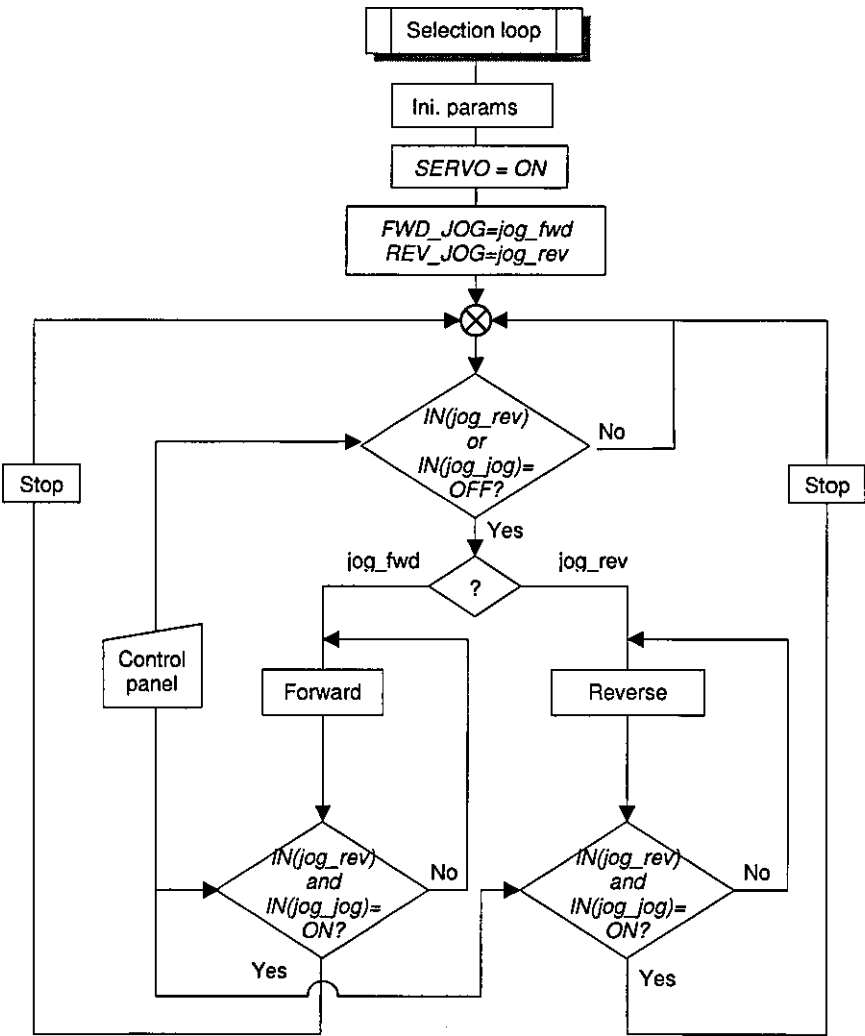 Selection loop
Ini. params
SERVO = ON
FWD_JOG=jog_fwd
REV_JOG=jog_rev
IN(jog_rev)
or
IN(jog_jog)=
OFF?
No
Stop
Stop
Yes
jog_fwd
?
jog_rev
Control
panel
Forward
Reverse
IN(jog_rev)
and
IN(jog_jog)=
ON?
No
Yes
IN(jog_rev)
and
IN(jog_jog)=
ON?
No
Yes